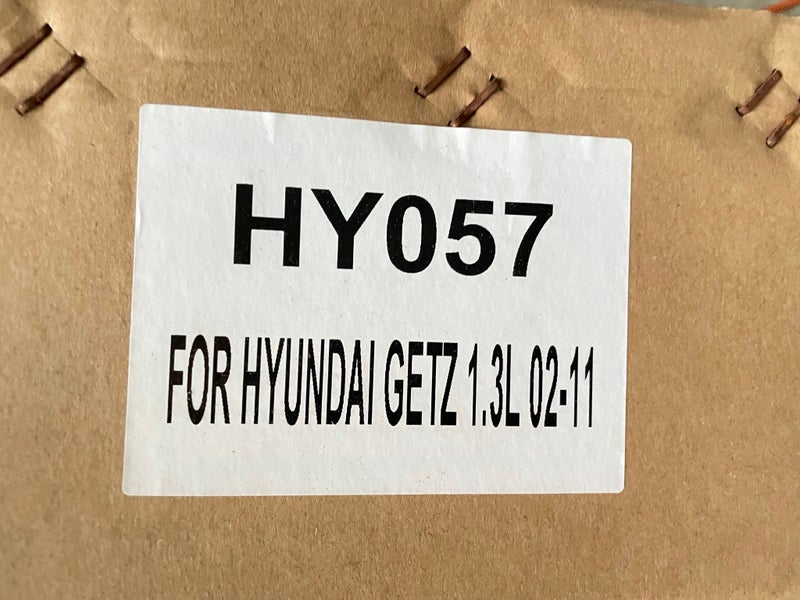 HY057
FOR HYUNDAI GETZ 1.3L 02-11